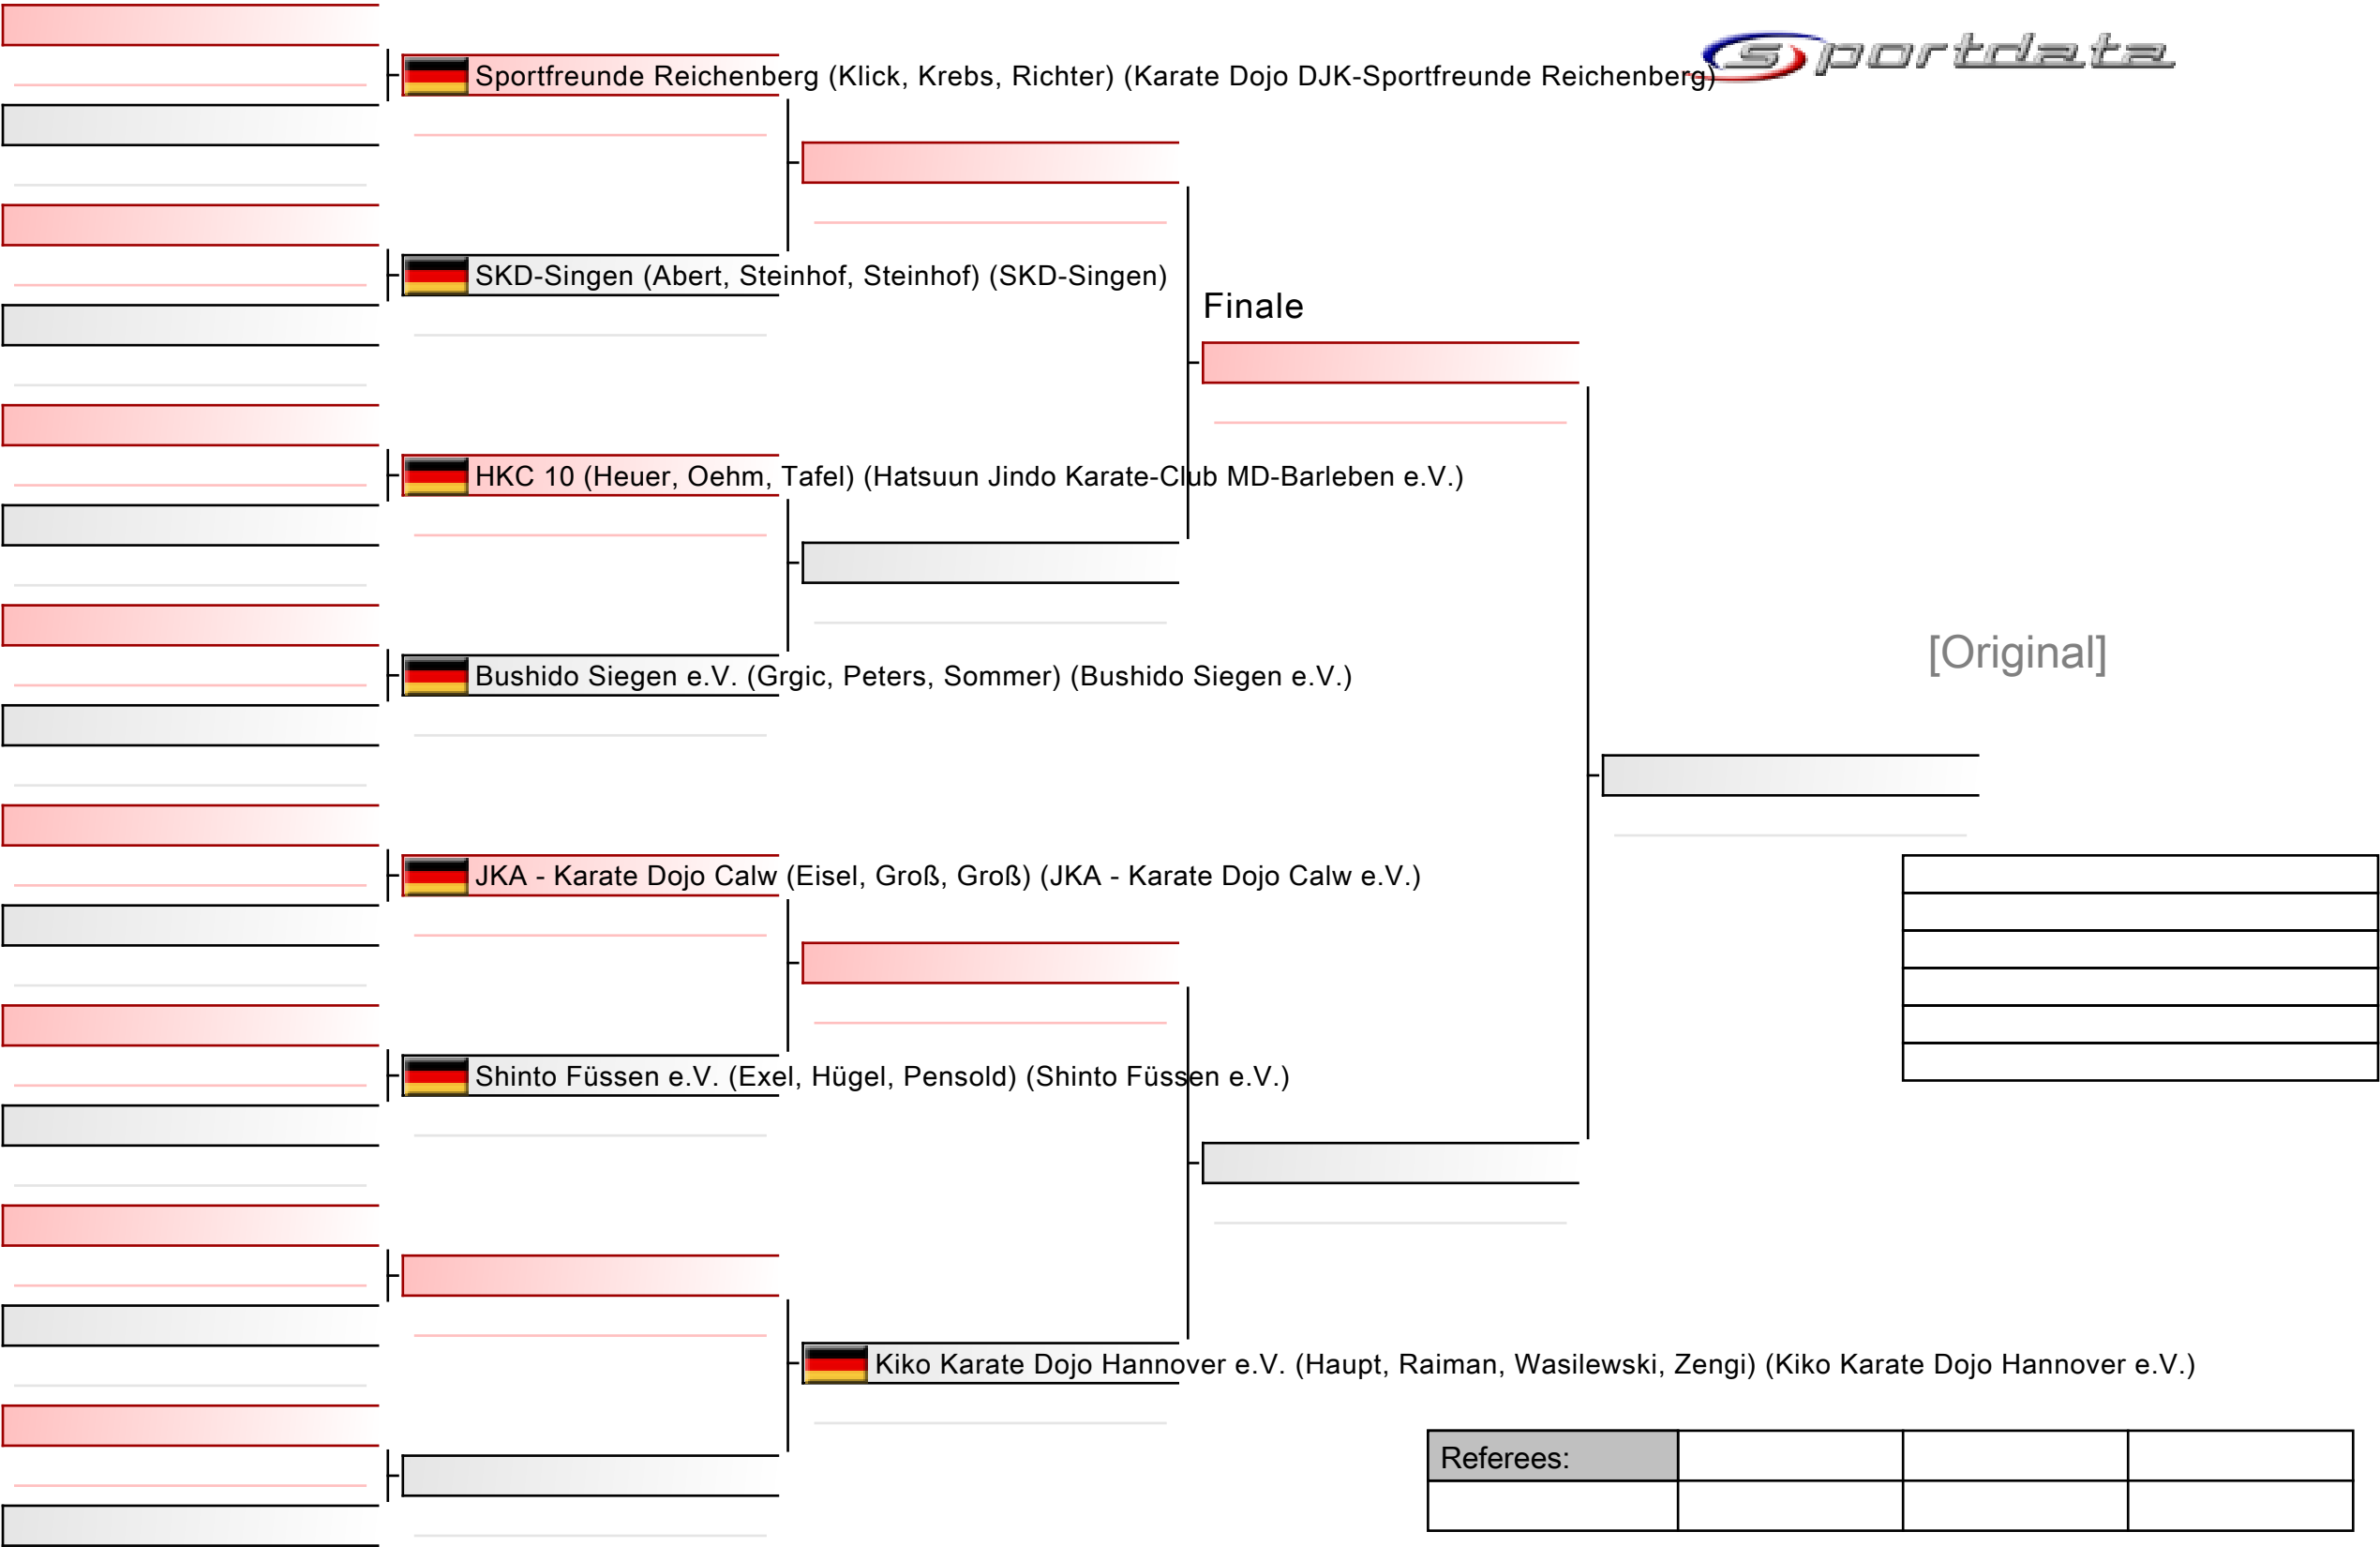 sportdata
Sportfreunde Reichenberg (Klick, Krebs, Richter) (Karate Dojo DJK-Sportfreunde Reichenberg)
SKD-Singen (Abert, Steinhof, Steinhof) (SKD-Singen)
Finale
HKC 10 (Heuer, Oehm, Tafel) (Hatsuun Jindo Karate-Club MD-Barleben e.V.)
[Original]
Bushido Siegen e.V. (Grgic, Peters, Sommer) (Bushido Siegen e.V.)
JKA - Karate Dojo Calw (Eisel, Groß, Groß) (JKA - Karate Dojo Calw e.V.)
Shinto Füssen e.V. (Exel, Hügel, Pensold) (Shinto Füssen e.V.)
Kiko Karate Dojo Hannover e.V. (Haupt, Raiman, Wasilewski, Zengi) (Kiko Karate Dojo Hannover e.V.)
Referees: